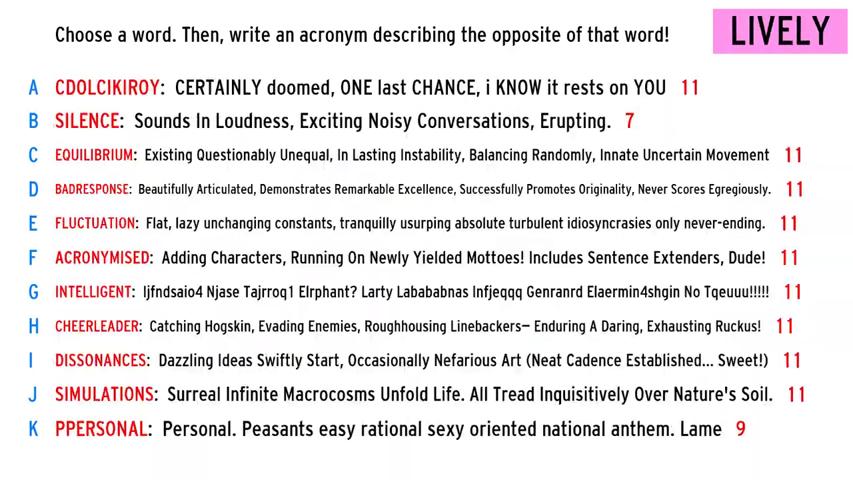 Choose a word. Then, write an acronym describing the opposite of that word!
LIVELY
A CDOLCIKIROY: CERTAINLY doomed, ONE last CHANCE, i KNOW it rests on YOU 11
B SILENCE: Sounds In Loudness, Exciting Noisy Conversations, Erupting. 7
C EQUILIBRIUM: Existing Questionably Unequal, In Lasting Instability, Balancing Randomly, Innate Uncertain Movement 11
D BADRESPONSE: Beautifully Articulated, Demonstrates Remarkable Excellence, Successfully Promotes Originality, Never Scores Egregiously. 11
E FLUCTUATION: Flat, lazy unchanging constants, tranquilly usurping absolute turbulent idiosyncrasies only never-ending. 11
F ACRONYMISED: Adding Characters, Running On Newly Yielded Mottoes! Includes Sentence Extenders, Dude! 11
G INTELLIGENT: Ijfndsaio4 Njase Tajrroq1 Elrphant? Larty Labababnas Infjeqqq Genranrd Elaermin4shgin No Tqeuuu!!!!! 11
H CHEERLEADER: Catching Hogskin, Evading Enemies, Roughhousing Linebackers— Enduring A Daring, Exhausting Ruckus! 11
I DISSONANCES: Dazzling Ideas Swiftly Start, Occasionally Nefarious Art (Neat Cadence Established... Sweet!) 11
J SIMULATIONS: Surreal Infinite Macrocosms Unfold Life. All Tread Inquisitively Over Nature's Soil. 11
K PPERSONAL: Personal. Peasants easy rational sexy oriented national anthem. Lame 9